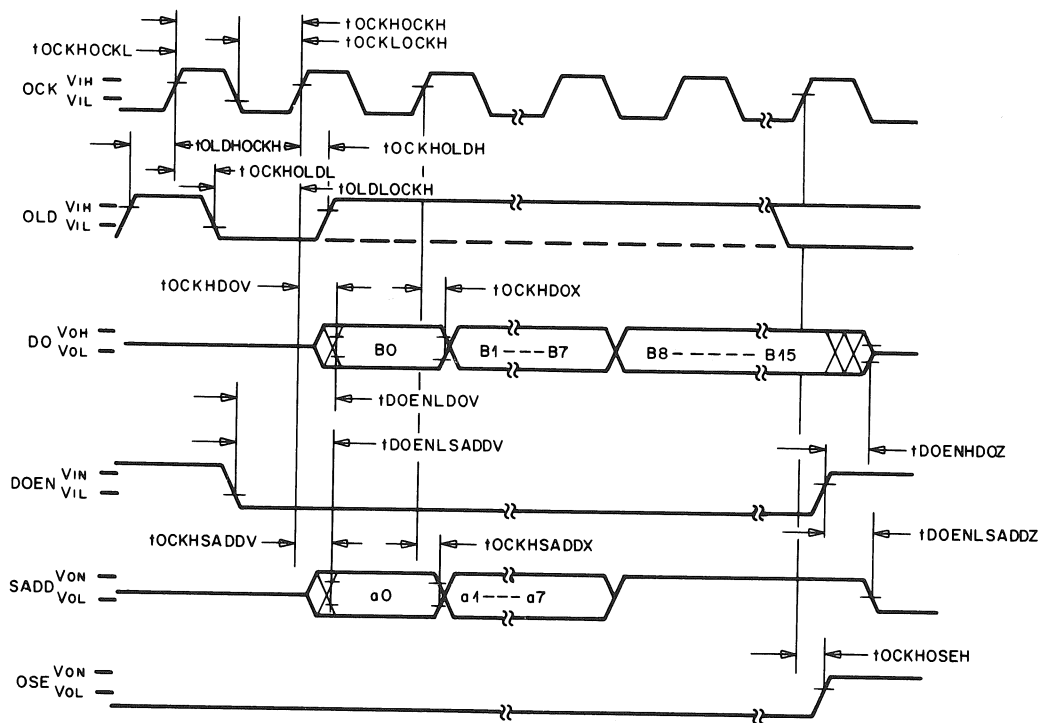 tOCKHOCKH
tOCKLOCKH
tOCKHOCKL
OCK VIH
VIL
tOLDHOCKH
tOCKHOLDH
tOCKHOLDL
tOLDLOCKH
OLD VIH
VIL
tOCKHDOV
tOCKHDOX
DO VOH
VOL
B0
B1 ---- B7
B8 ------ B15
tDOENLDOV
tDOENLSADDV
tDOENHDOZ
DOEN VIN
VIL
tOCKHSADDV
tOCKHSADDX
tDOENLSADDZ
SADD VON
VOL
a0
a1 ---- a7
tOCKHOSEH
OSE VON
VOL